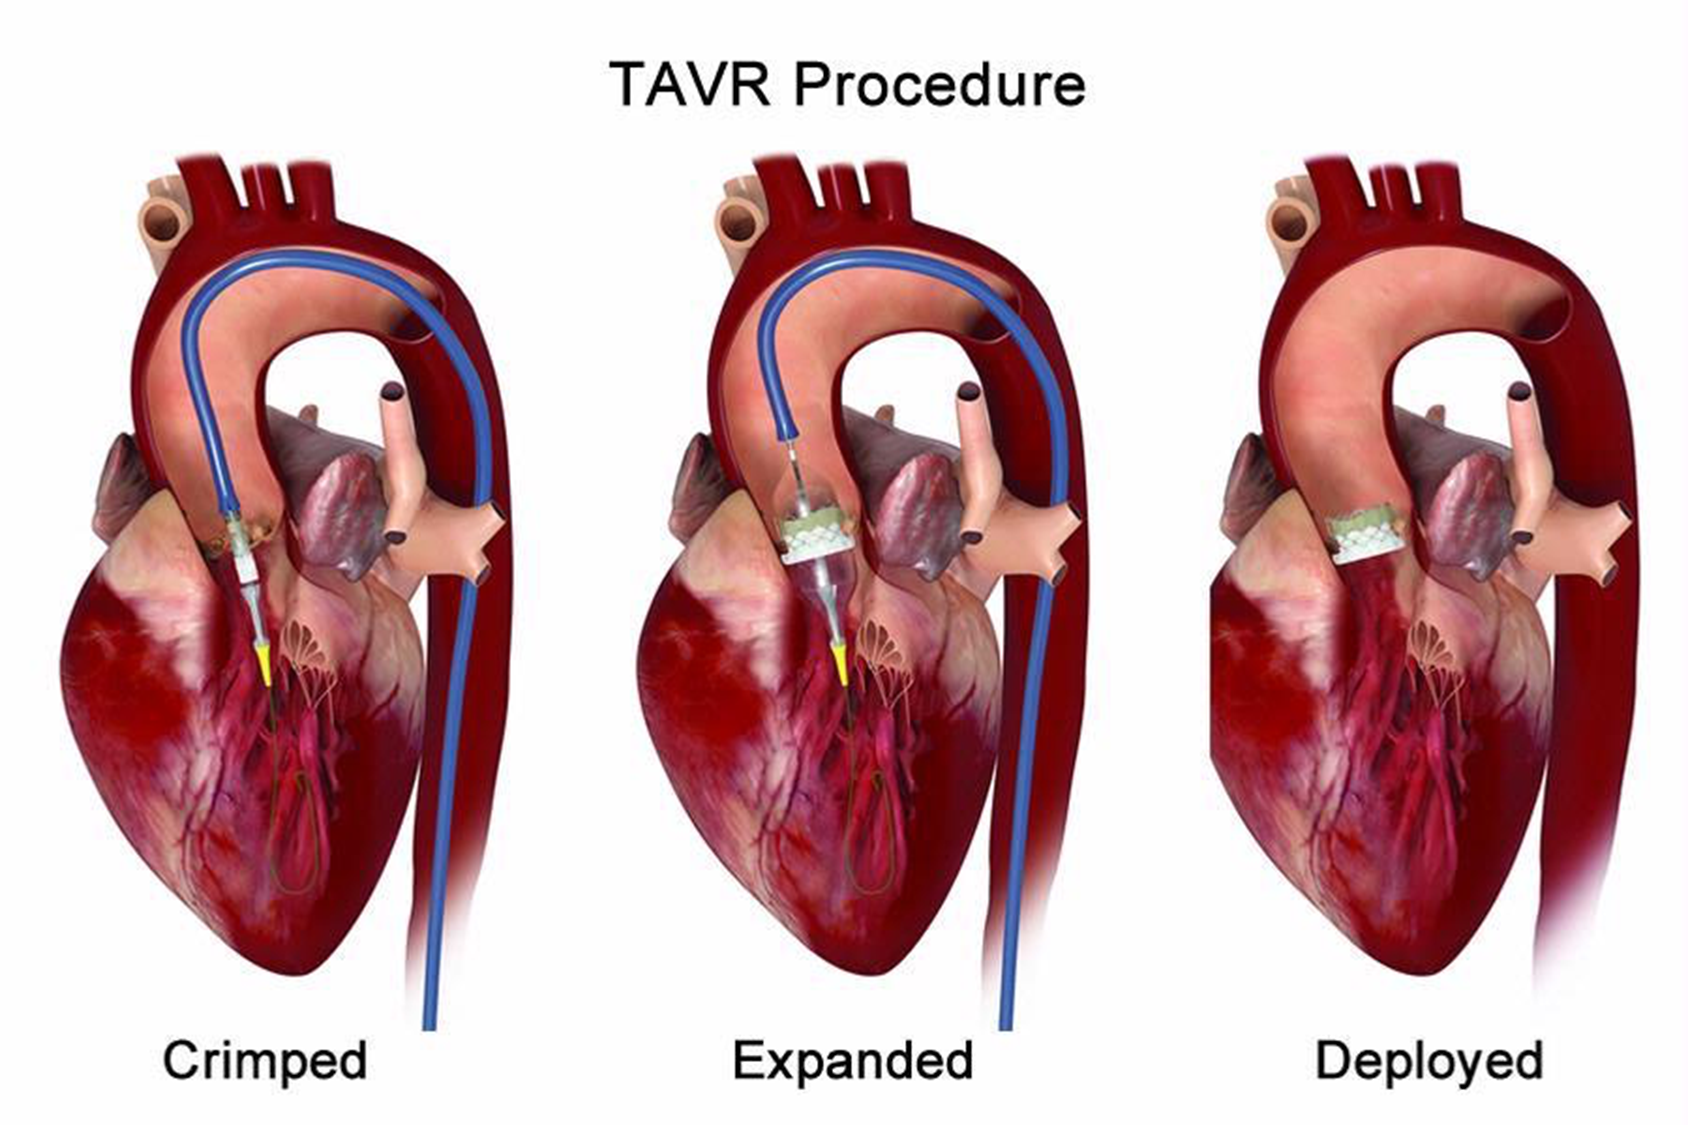 TAVR Procedure
Crimped
Expanded
Deployed